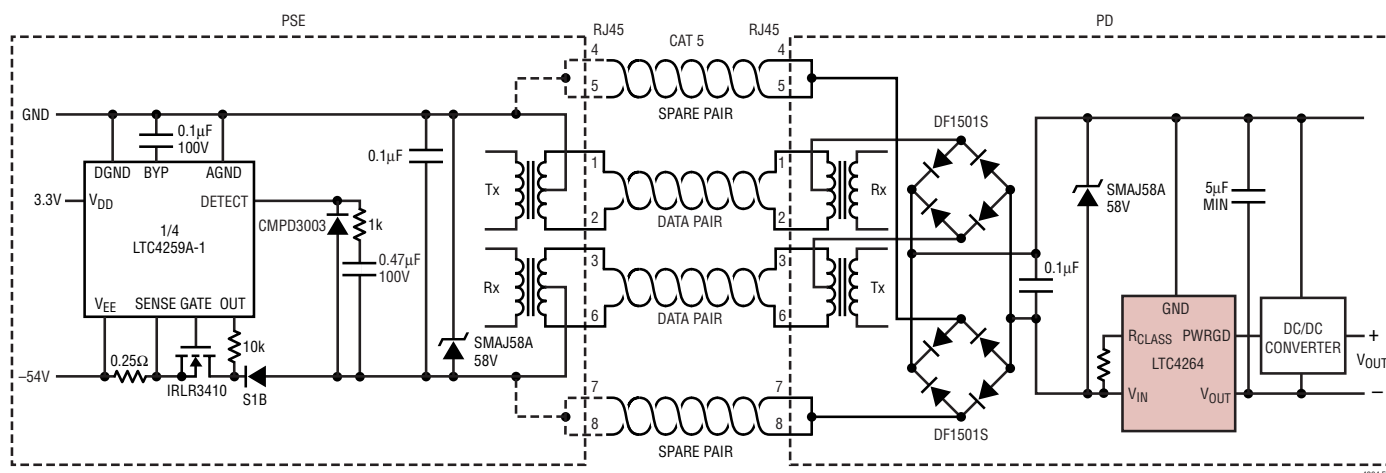 PSE
PD
RJ45
CAT 5
RJ45
4
5
SPARE PAIR
4
5
GND
0.1µF
100V
DGND BYP AGND
0.1µF
3.3V
VDD
DETECT
1/4
LTC4259A-1
CMPD3003
1k
0.47µF
100V
VEE SENSE GATE OUT
10k
0.25Ω
–54V
IRLR3410
S1B
SMAJ58A
58V
Tx
1
2
DATA PAIR
1
2
Rx
Rx
3
6
DATA PAIR
3
6
Tx
7
8
SPARE PAIR
7
8
DF1501S
DF1501S
0.1µF
SMAJ58A
58V
5µF
MIN
GND
RCLASS PWRGD
LTC4264
VIN VOUT
DC/DC
CONVERTER
+
VOUT
–